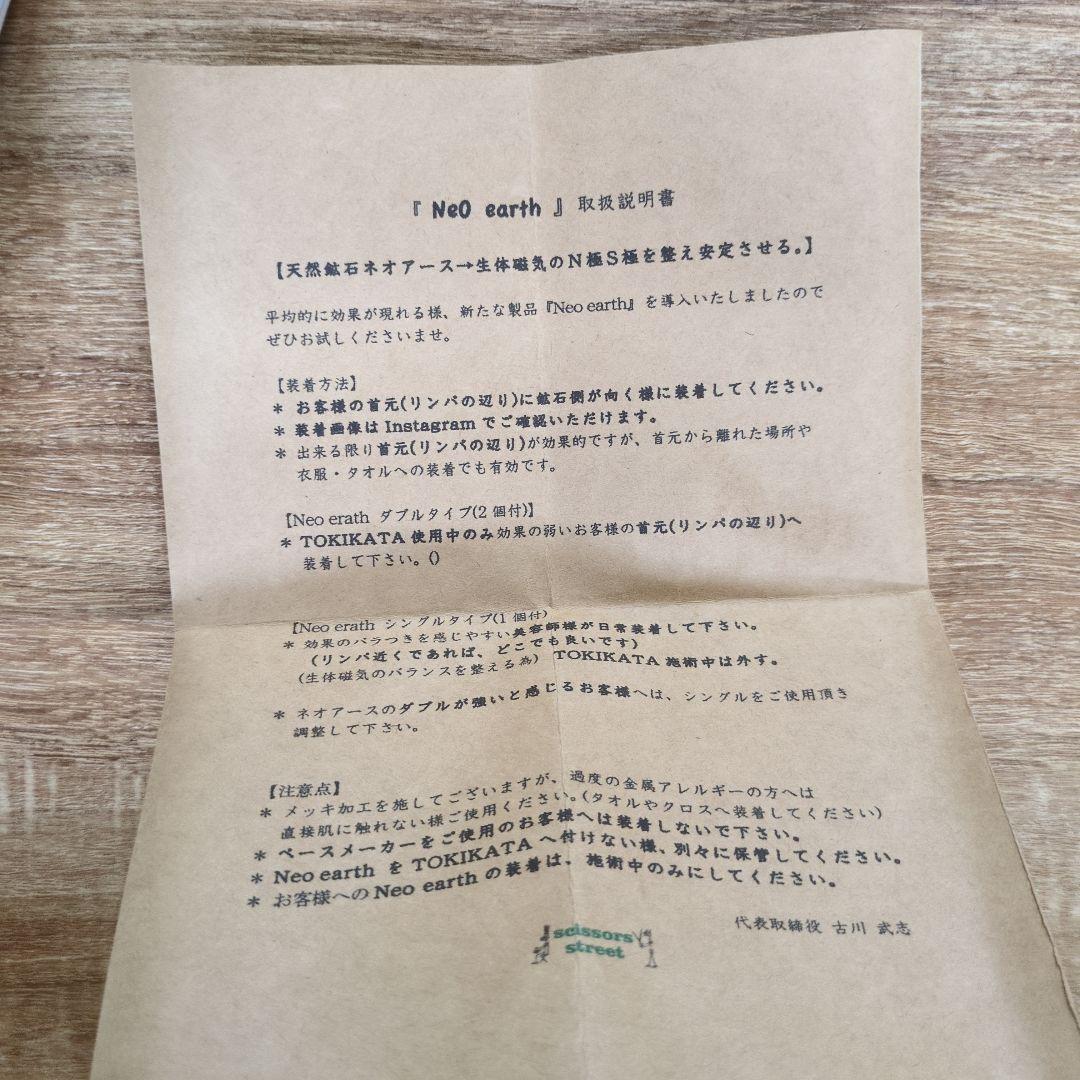 『 NeO earth 』取扱説明書
【天然鉱石ネオアース→生体磁気のN極S極を整え安定させる。】
平均的に効果が現れる様、新たな製品『Neo earth』を導入いたしましたので
ぜひお試しくださいませ。
【装着方法】
* お客様の首元(リンパの辺り)に鉱石側が向く様に装着してください。
* 装着画像は Instagram でご確認いただけます。
* 出来る限り首元(リンパの辺り)が効果的ですが、首元から離れた場所や
衣服・タオルへの装着でも有効です。
【Neo erath ダブルタイプ(2 個付)】
* TOKIKATA 使用中のみ効果の弱いお客様の首元(リンパの辺り)へ
装着して下さい。()
【Neo erath シングルタイプ(1 個付)
* 効果のバラつきを感じやすい美容師様が日常装着して下さい。
(リンパ近くであれば、どこでも良いです)
(生体磁気のバランスを整える為) TOKIKATA 施術中は外す。
* ネオアースのダブルが強いと感じるお客様へは、シングルをご使用頂き
調整して下さい。
【注意点】
* メッキ加工を施してございますが、過度の金属アレルギーの方へは
直接肌に触れない様ご使用ください。(タオルやクロスへ装着してください)
* ペースメーカーをご使用のお客様へは装着しないで下さい。
* Neo earth を TOKIKATA へ付けない様、別々に保管してください。
* お客様への Neo earth の装着は、施術中のみにしてください。
代表取締役 古川 武志
scissors
street